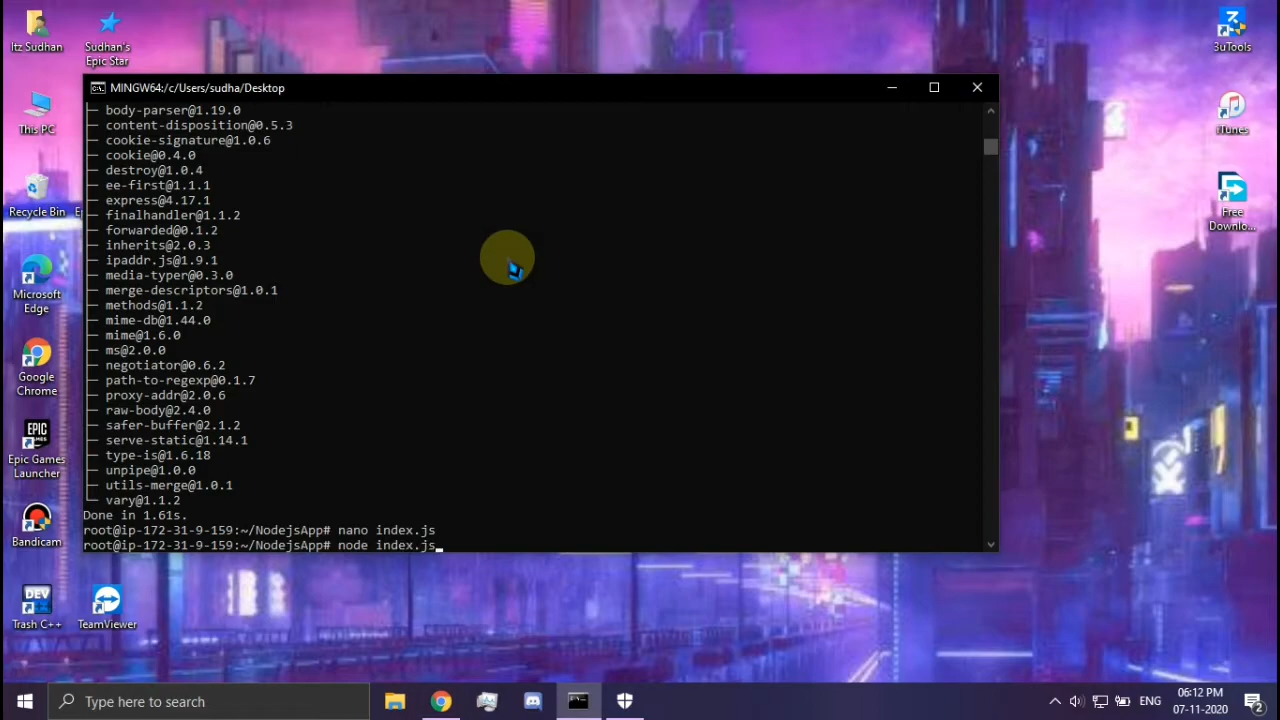 Itz Sudhan
Sudhan's
Epic Star
This PC
Recycle Bin
Microsoft
Edge
Google
Chrome
Epic Games
Launcher
Bandicam
Trash C++
TeamViewer
3uTools
iTunes
Free
Downlo...
MINGW64:/c/Users/sudha/Desktop
├─ body-parser@1.19.0
├─ content-disposition@0.5.3
├─ cookie-signature@1.0.6
├─ cookie@0.4.0
├─ destroy@1.0.4
├─ ee-first@1.1.1
├─ express@4.17.1
├─ finalhandler@1.1.2
├─ forwarded@0.1.2
├─ inherits@2.0.3
├─ ipaddr.js@1.9.1
├─ media-typer@0.3.0
├─ merge-descriptors@1.0.1
├─ methods@1.1.2
├─ mime-db@1.44.0
├─ mime@1.6.0
├─ ms@2.0.0
├─ negotiator@0.6.2
├─ path-to-regexp@0.1.7
├─ proxy-addr@2.0.6
├─ raw-body@2.4.0
├─ safer-buffer@2.1.2
├─ serve-static@1.14.1
├─ type-is@1.6.18
├─ unpipe@1.0.0
├─ utils-merge@1.0.1
└─ vary@1.1.2
Done in 1.61s.
root@ip-172-31-9-159:~/NodejsApp# nano index.js
root@ip-172-31-9-159:~/NodejsApp# node index.js
EPIC
GAMES
DEV
Type here to search
ENG
06:12 PM
07-11-2020
2